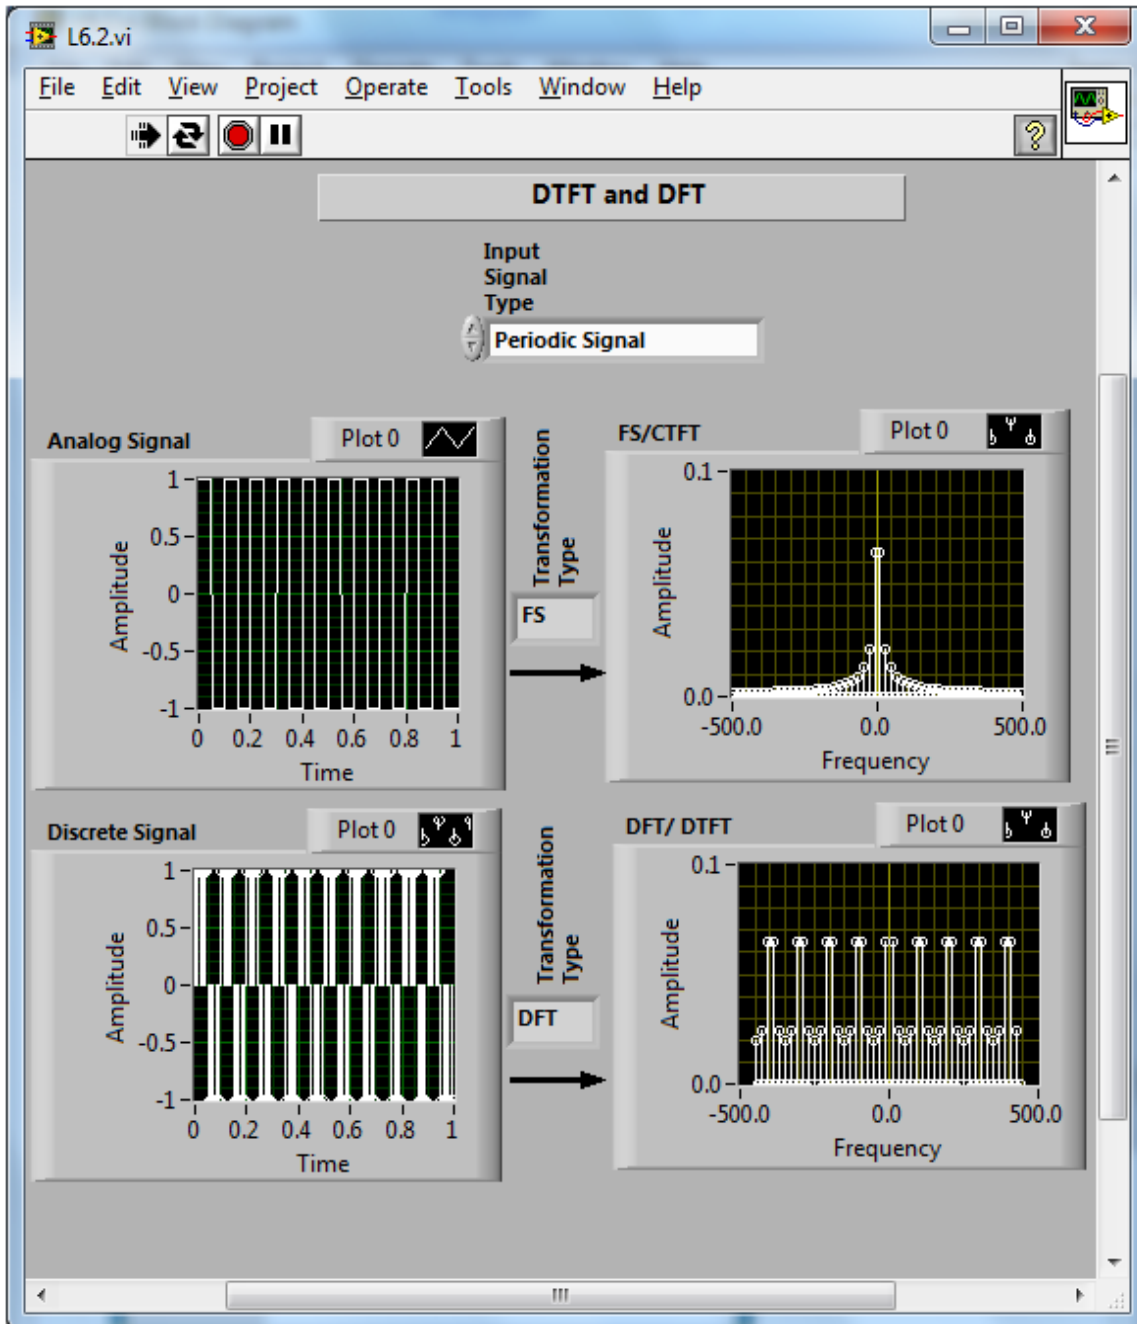 L6.2.vi
File Edit View Project Operate Tools Window Help
DTFT and DFT
Input
Signal
Type
Periodic Signal
Analog Signal
Plot 0
Amplitude
1
0.5
0
-0.5
-1
0 0.2 0.4 0.6 0.8 1
Time
Transformation
Type
FS
FS/CTFT
Plot 0
Amplitude
0.1
0.0
-500.0 0.0 500.0
Frequency
Discrete Signal
Plot 0
Amplitude
1
0.5
0
-0.5
-1
0 0.2 0.4 0.6 0.8 1
Time
Transformation
Type
DFT
DFT/ DTFT
Plot 0
Amplitude
0.1
0.0
-500.0 0.0 500.0
Frequency